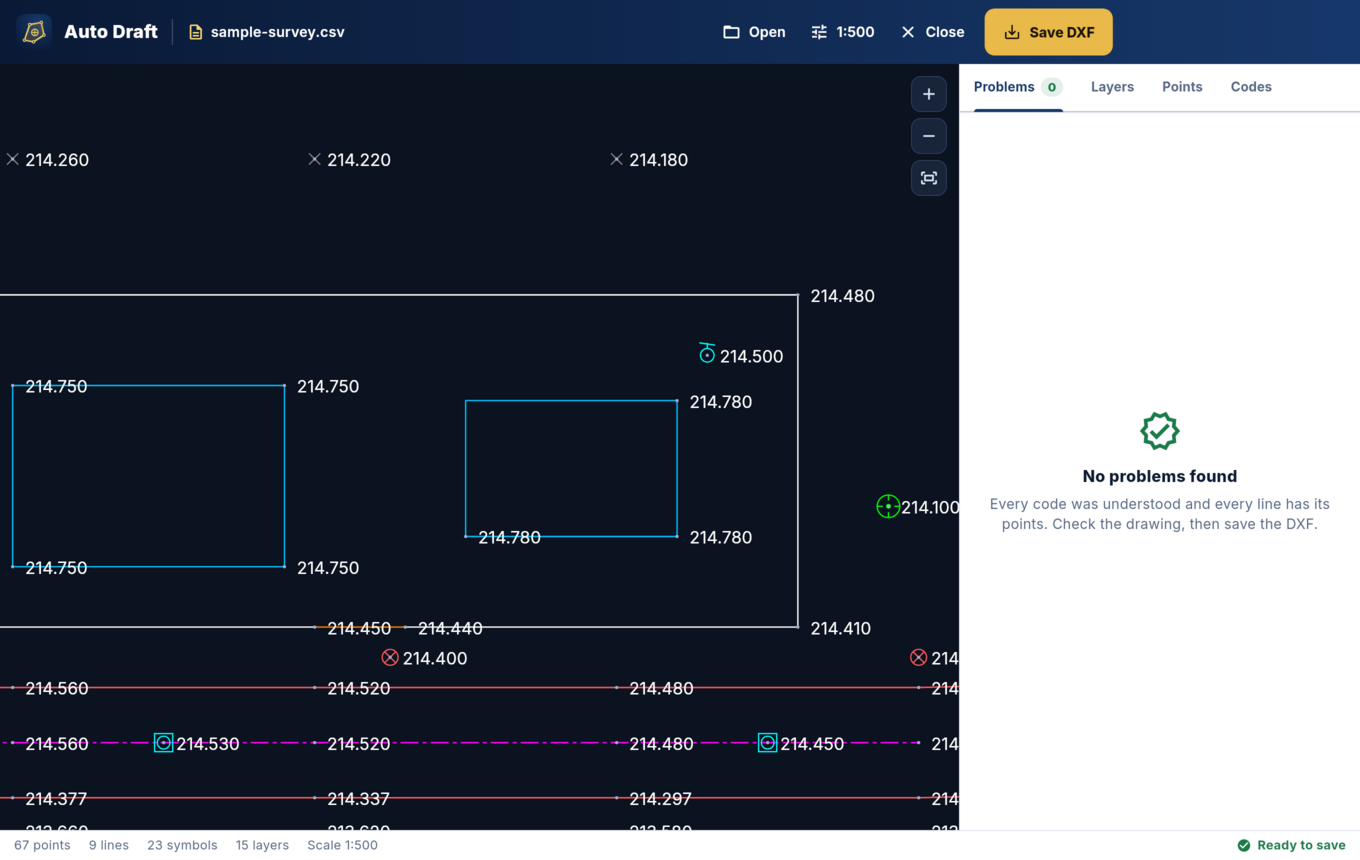 Auto Draft
sample-survey.csv
Open
1:500
Close
Save DXF
Problems 0
Layers
Points
Codes
214.260
214.220
214.180
214.480
214.500
214.750
214.750
214.780
214.100
214.780
214.780
214.750
214.750
214.450
214.440
214.410
214.400
214.560
214.520
214.480
214.560
214.530
214.520
214.480
214.450
214.377
214.337
214.297
No problems found
Every code was understood and every line has its
points. Check the drawing, then save the DXF.
67 points
9 lines
23 symbols
15 layers
Scale 1:500
Ready to save